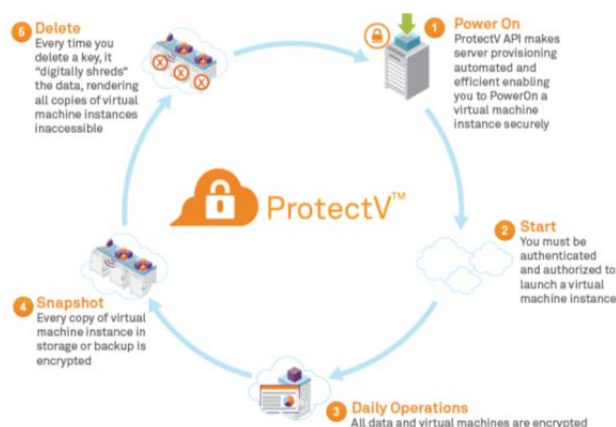 5 Delete
Every time you
delete a key, it
“digitally shreds”
the data, rendering
all copies of virtual
machine instances
inaccessible
1 Power On
ProtectV API makes
server provisioning
automated and
efficient enabling
you to PowerOn a
virtual machine
instance securely
ProtectV™
2 Start
You must be
authenticated
and authorized to
launch a virtual
machine instance
4 Snapshot
Every copy of virtual
machine instance in
storage or backup is
encrypted
3 Daily Operations
All data and virtual machines are encrypted